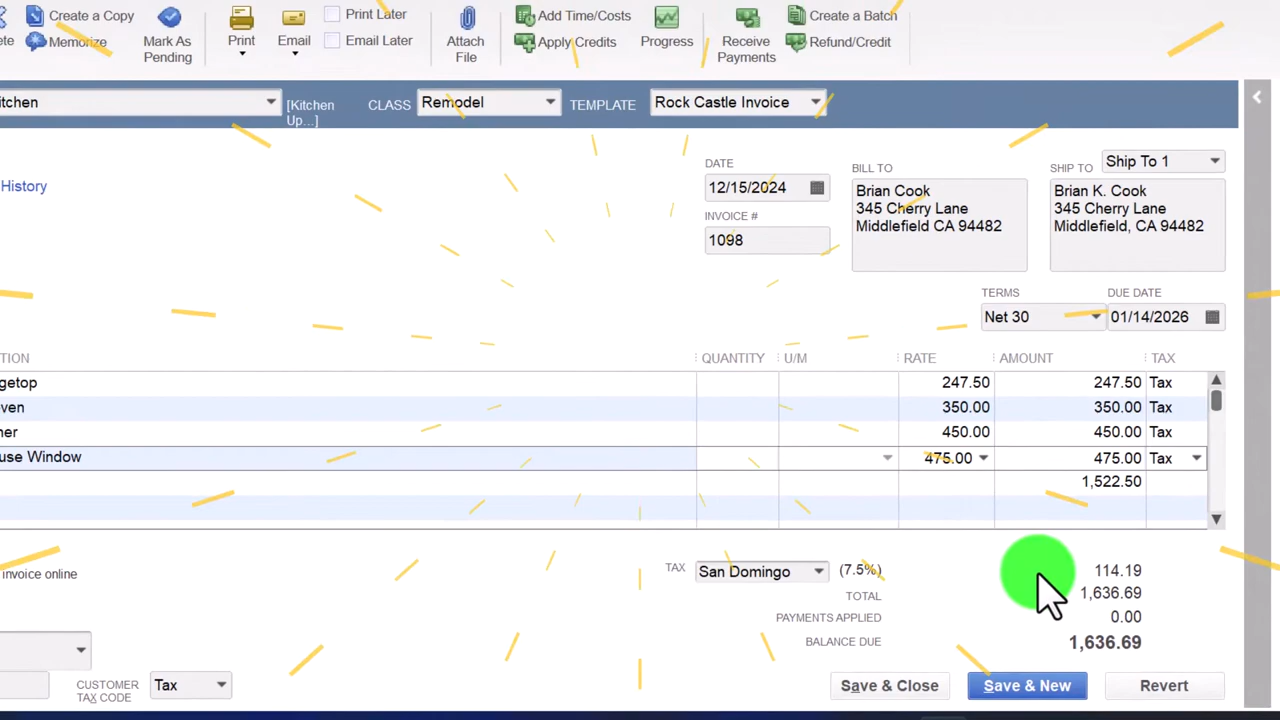 ete
Create a Copy
Memorize
Mark As
Pending
Print
Email
Print Later
Email Later
Attach
File
Add Time/Costs
Apply Credits
Progress
Receive
Payments
Create a Batch
Refund/Credit
itchen
[Kitchen
Up...]
CLASS
Remodel
TEMPLATE
Rock Castle Invoice
History
DATE
12/15/2024
INVOICE #
1098
BILL TO
Brian Cook
345 Cherry Lane
Middlefield CA 94482
SHIP TO
Ship To 1
Brian K. Cook
345 Cherry Lane
Middlefield, CA 94482
TERMS
Net 30
DUE DATE
01/14/2026
TION QUANTITY U/M RATE AMOUNT TAX
getop 247.50 247.50 Tax
ven 350.00 350.00 Tax
her 450.00 450.00 Tax
use Window 475.00 475.00 Tax
1,522.50
invoice online
TAX San Domingo (7.5%) 114.19
TOTAL 1,636.69
PAYMENTS APPLIED 0.00
BALANCE DUE 1,636.69
CUSTOMER
TAX CODE
Tax
Save & Close
Save & New
Revert